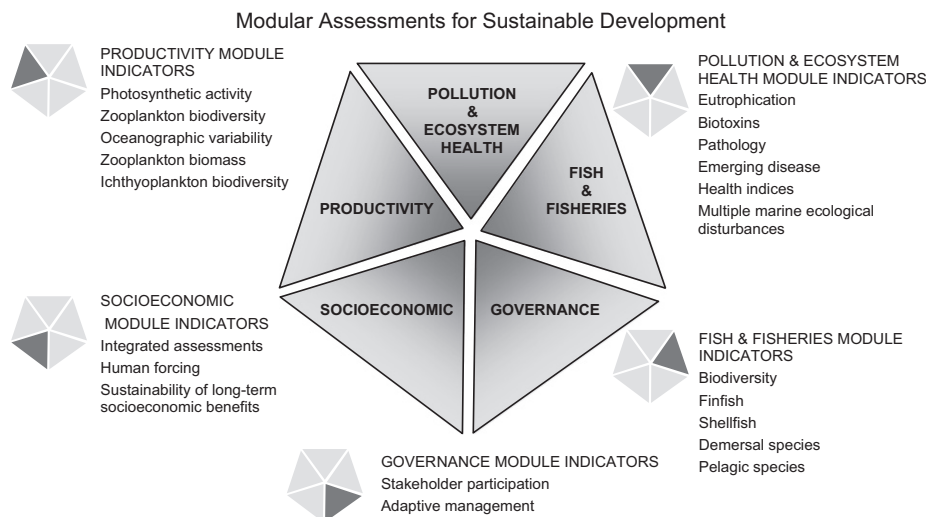 Modular Assessments for Sustainable Development
PRODUCTIVITY MODULE
INDICATORS
Photosynthetic activity
Zooplankton biodiversity
Oceanographic variability
Zooplankton biomass
Ichthyoplankton biodiversity
POLLUTION
&
ECOSYSTEM
HEALTH
PRODUCTIVITY
FISH
&
FISHERIES
SOCIOECONOMIC
GOVERNANCE
POLLUTION & ECOSYSTEM
HEALTH MODULE INDICATORS
Eutrophication
Biotoxins
Pathology
Emerging disease
Health indices
Multiple marine ecological
disturbances
SOCIOECONOMIC
MODULE INDICATORS
Integrated assessments
Human forcing
Sustainability of long-term
socioeconomic benefits
FISH & FISHERIES MODULE
INDICATORS
Biodiversity
Finfish
Shellfish
Demersal species
Pelagic species
GOVERNANCE MODULE INDICATORS
Stakeholder participation
Adaptive management